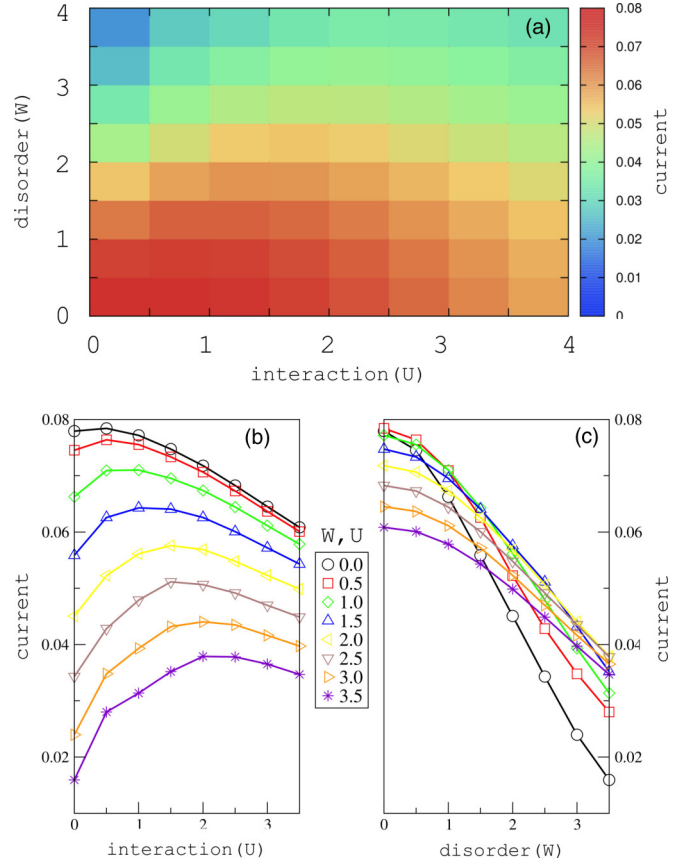 (a)
4
3
2
1
0
disorder(W)
0 1 2 3 4
interaction(U)
0.08
0.07
0.06
0.05
0.04
0.03
0.02
0.01
0
current
(b)
0.08
0.06
0.04
0.02
current
0 1 2 3
interaction(U)
W,U
0.0
0.5
1.0
1.5
2.0
2.5
3.0
3.5
(c)
0.08
0.06
0.04
0.02
current
0 1 2 3
disorder(W)